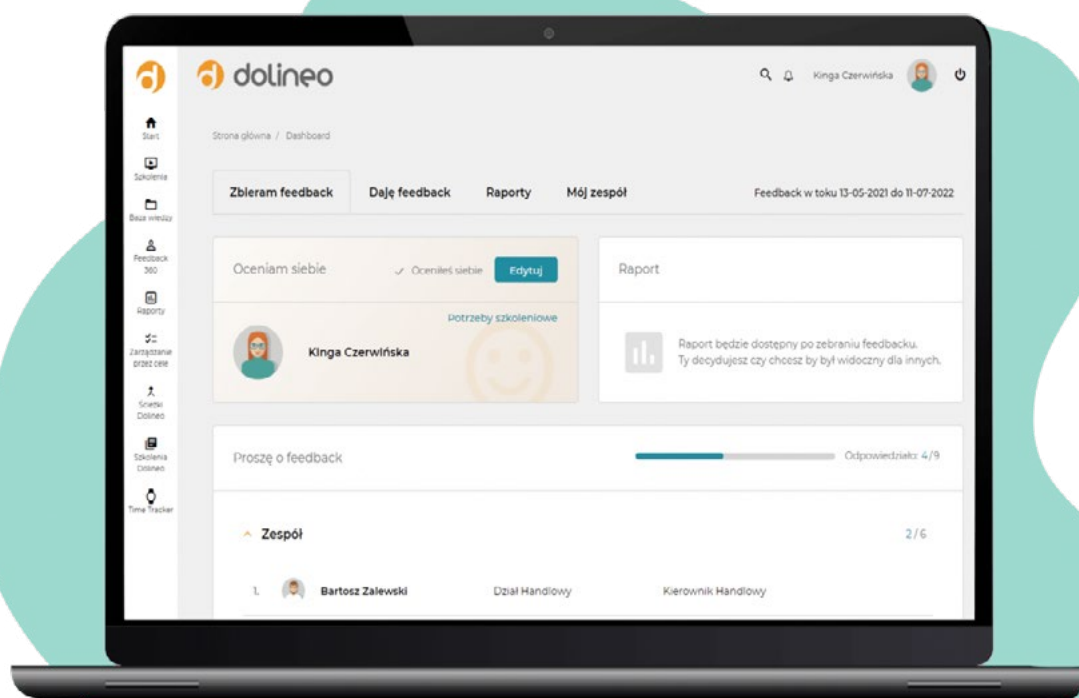 dolineo
Kinga Czerwińska
Start
Strona główna / Dashboard
Szkolenia
Zbieram feedback
Daję feedback
Raporty
Mój zespół
Feedback w toku 13-05-2021 do 11-07-2022
Baza wiedzy
Feedback
360
Raporty
Zarządzanie
przez cele
Ścieżki
Dolineo
Szkolenia
Dolineo
Time Tracker
Oceniam siebie
Oceniłeś siebie
Edytuj
Potrzeby szkoleniowe
Kinga Czerwińska
Raport
Raport będzie dostępny po zebraniu feedbacku.
Ty decydujesz czy chcesz by był widoczny dla innych.
Proszę o feedback
Odpowiedziało: 4/9
Zespół
2/6
1. Bartosz Zalewski Dział Handlowy Kierownik Handlowy